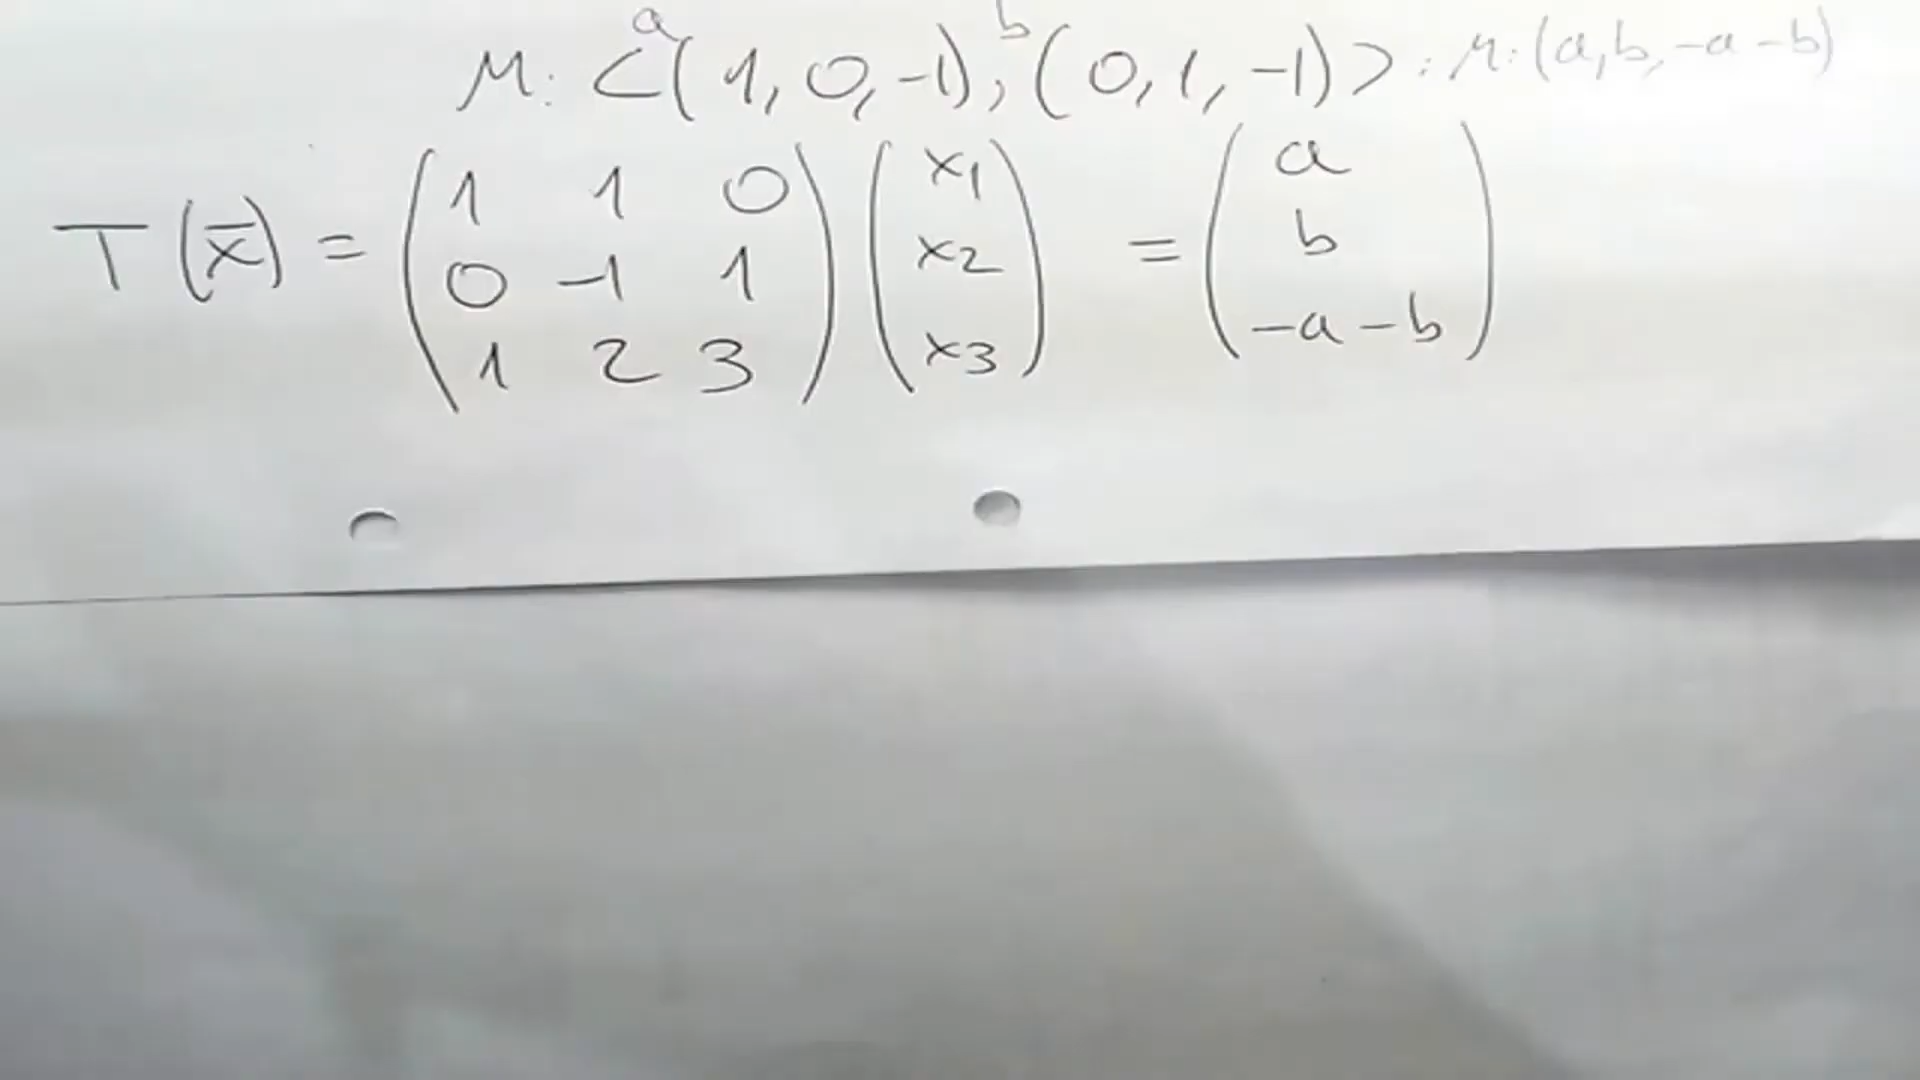 M: <ᵃ(1, 0, -1); ᵇ(0, 1, -1)> : M: (a, b, -a -b)
T(x̄) = (1 1 0) (x1) = (a)
(0 -1 1) (x2) (b)
(1 2 3) (x3) (-a -b)